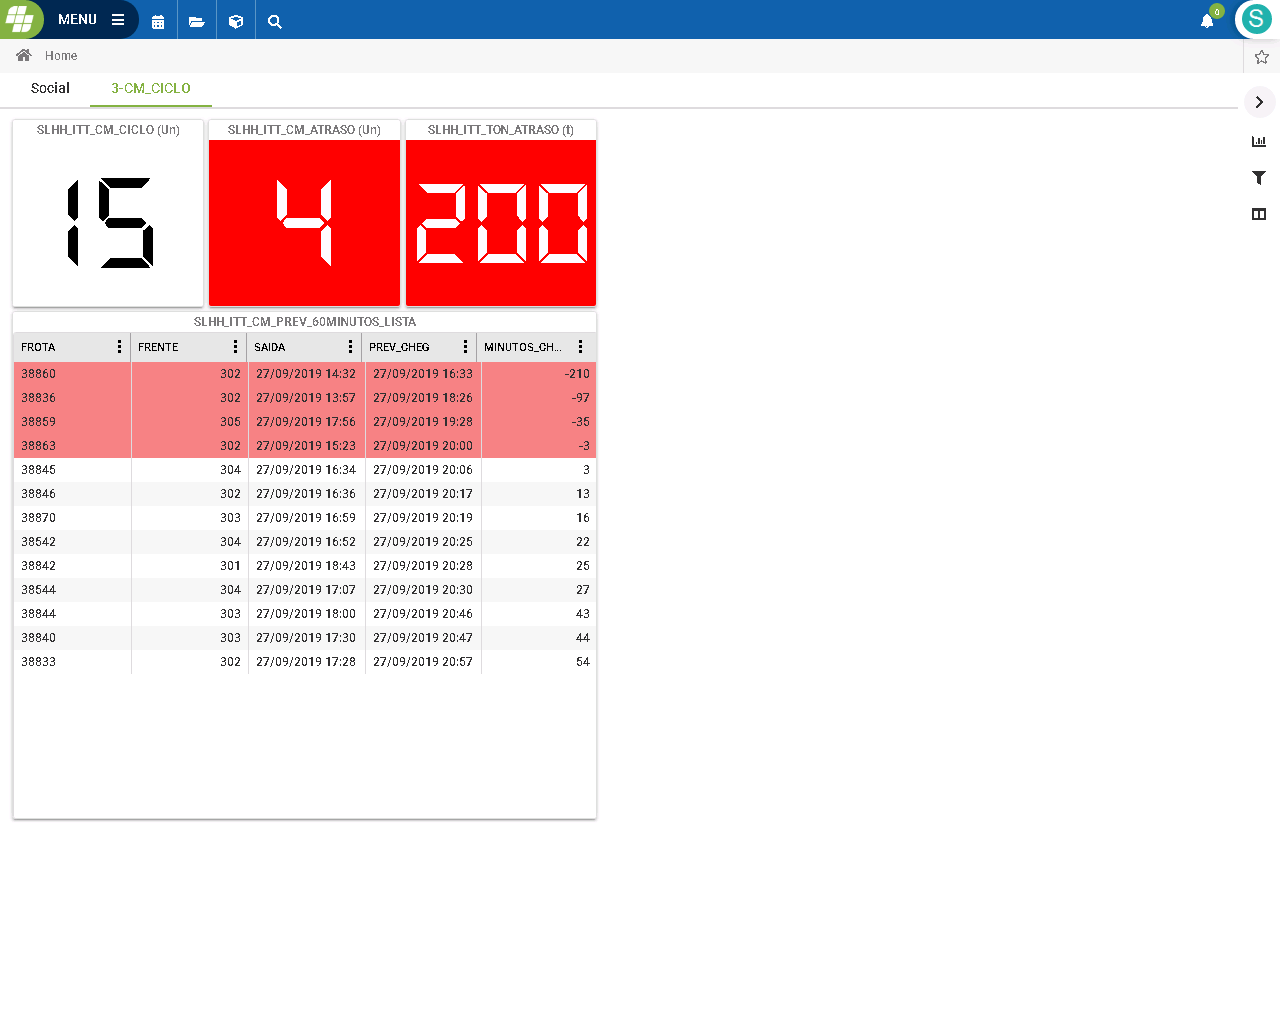 MENU
0
S
Home
Social 3-CM_CICLO
SLHH_ITT_CM_CICLO (Un) SLHH_ITT_CM_ATRASO (Un) SLHH_ITT_TON_ATRASO (t)
15 4 200
SLHH_ITT_CM_PREV_60MINUTOS_LISTA
FROTA FRENTE SAIDA PREV_CHEG MINUTOS_CH...
38860 302 27/09/2019 14:32 27/09/2019 16:33 -210
38836 302 27/09/2019 13:57 27/09/2019 18:26 -97
38859 305 27/09/2019 17:56 27/09/2019 19:28 -35
38863 302 27/09/2019 15:23 27/09/2019 20:00 -3
38845 304 27/09/2019 16:34 27/09/2019 20:06 3
38846 302 27/09/2019 16:36 27/09/2019 20:17 13
38870 303 27/09/2019 16:59 27/09/2019 20:19 16
38542 304 27/09/2019 16:52 27/09/2019 20:25 22
38842 301 27/09/2019 18:43 27/09/2019 20:28 25
38544 304 27/09/2019 17:07 27/09/2019 20:30 27
38844 303 27/09/2019 18:00 27/09/2019 20:46 43
38840 303 27/09/2019 17:30 27/09/2019 20:47 44
38833 302 27/09/2019 17:28 27/09/2019 20:57 54